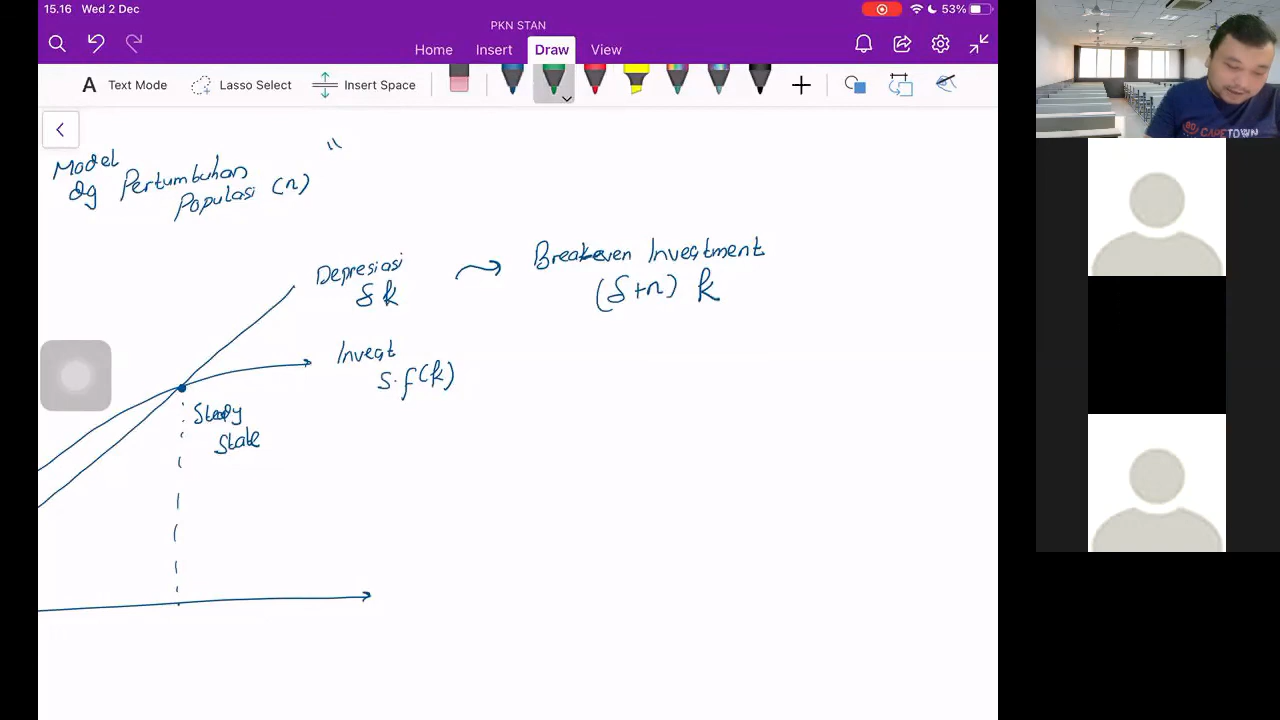 15.16 Wed 2 Dec
53%
PKN STAN
Home Insert Draw View
Text Mode Lasso Select Insert Space
Model
dg Pertumbuhan
Populasi (n)
"
Depresiasi
δk
Breakeven Investment
(δ+n) k
Invest
s.f(k)
Steady
State
CAPETOWN